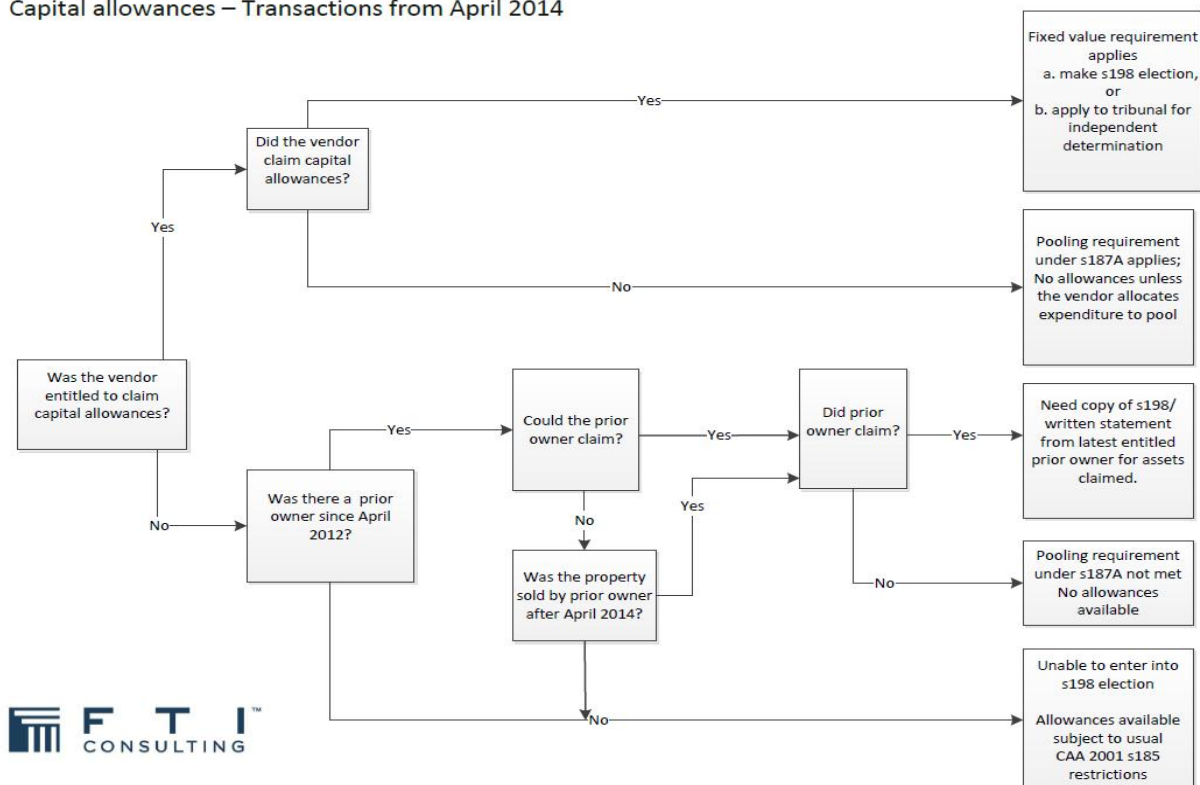 Capital allowances – Transactions from April 2014
Fixed value requirement
applies
a. make s198 election,
or
b. apply to tribunal for
independent
determination
Yes
Did the vendor
claim capital
allowances?
Yes
No
Pooling requirement
under s187A applies;
No allowances unless
the vendor allocates
expenditure to pool
Was the vendor
entitled to claim
capital allowances?
No
Was there a prior
owner since April
2012?
Yes
Could the prior
owner claim?
Yes
Did prior
owner claim?
Yes
Need copy of s198/
written statement
from latest entitled
prior owner for assets
claimed.
No
Yes
Was the property
sold by prior owner
after April 2014?
No
Pooling requirement
under s187A not met
No allowances
available
No
Unable to enter into
s198 election
Allowances available
subject to usual
CAA 2001 s185
restrictions
F T I ™
CONSULTING